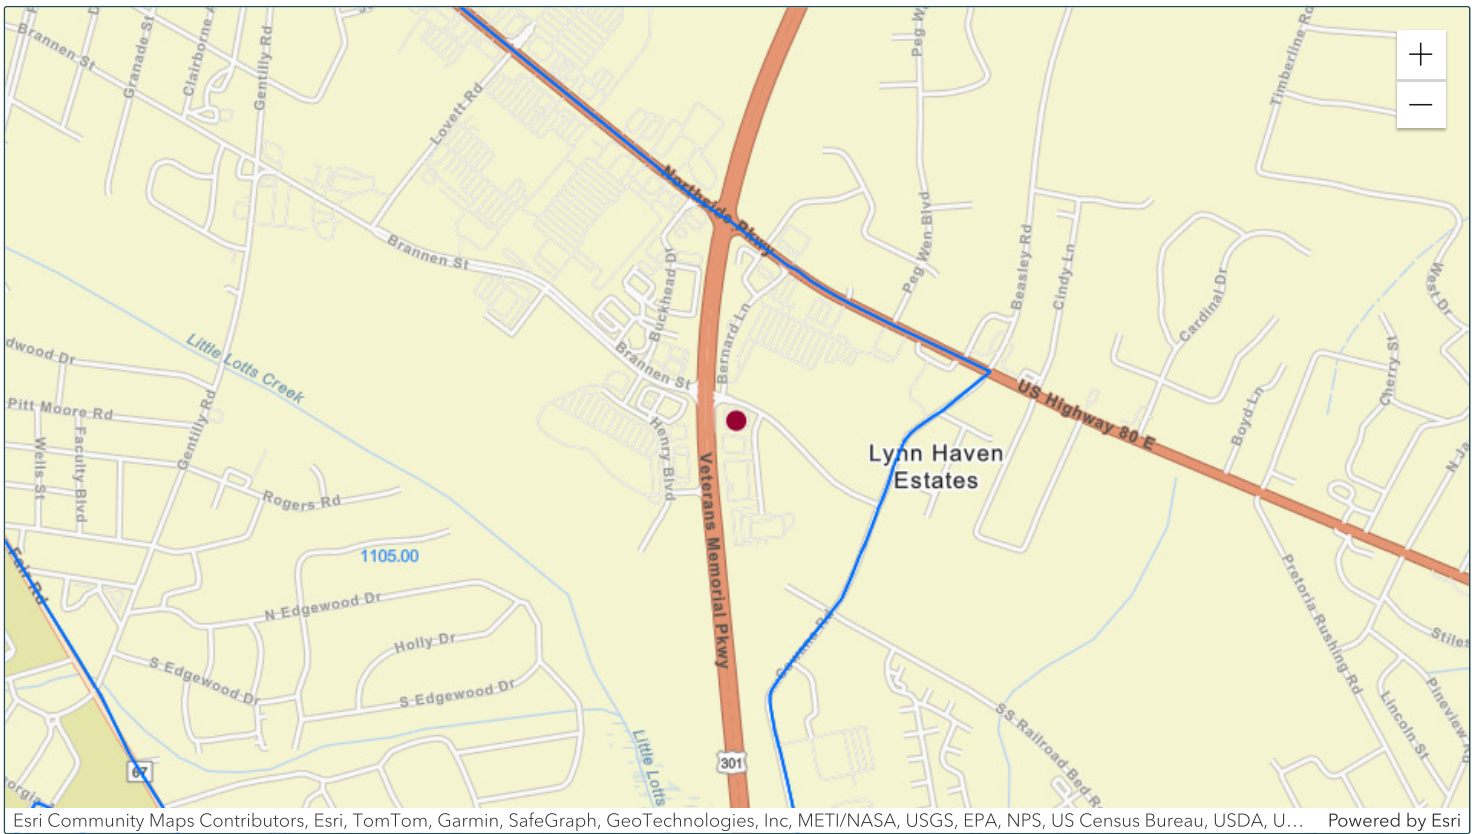 Brannen St
Granade St
Gentilly Rd
Lovett Rd
Timberline Rd
+
−
Northside Pkwy
Peg Wen Blvd
Beasley Rd
Cindy Ln
Cardinal Dr
West Dr
Brannen St
Buckhead Dr
Bernard Ln
Little Lotts Creek
dwood Dr
Brannen St
Cherry St
US Highway 80 E
Boyd Ln
Pitt Moore Rd
Gentilly Rd
Wells St
Faculty Blvd
Henry Blvd
Lynn Haven
Estates
Rogers Rd
Veterans Memorial Pkwy
Fair Rd
1105.00
N Edgewood Dr
Holly Dr
S Edgewood Dr
S Edgewood Dr
Cawana Rd
Pretoria Rushing Rd
Stiles
Lincoln St
SS Railroad Bed R
Little Lotts
301
67
Esri Community Maps Contributors, Esri, TomTom, Garmin, SafeGraph, GeoTechnologies, Inc, METI/NASA, USGS, EPA, NPS, US Census Bureau, USDA, U...
Powered by Esri